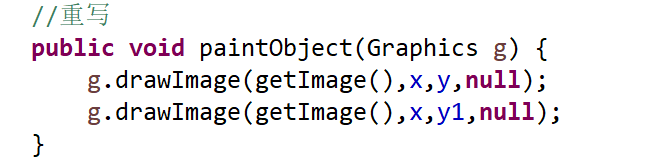 //重写
public void paintObject(Graphics g) {
    g.drawImage(getImage(),x,y,null);
    g.drawImage(getImage(),x,y1,null);
}